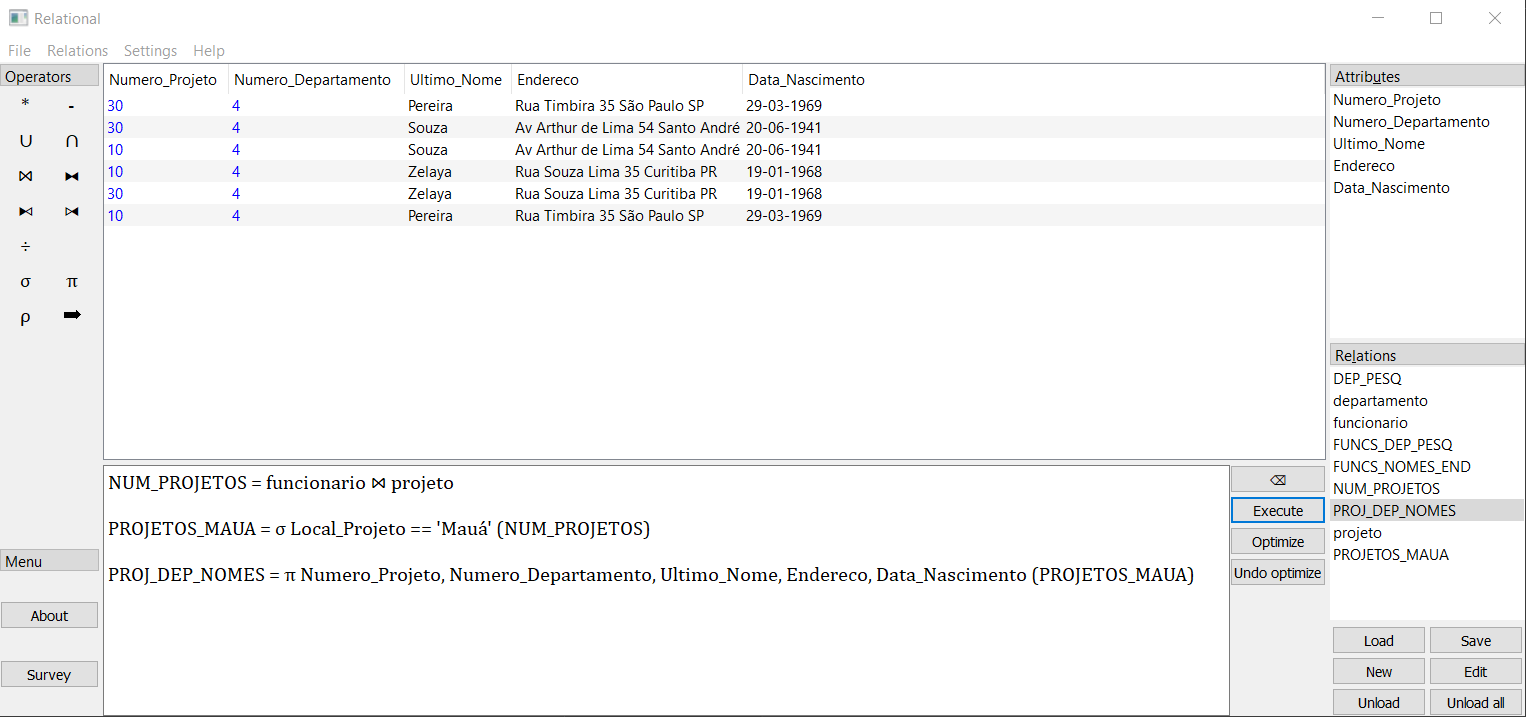 Relational
File Relations Settings Help
Operators
* -
∪ ∩
⋈ ⧓
⧑ ⧒
÷
σ π
ρ ➡
Menu
About
Survey
Numero_Projeto Numero_Departamento Ultimo_Nome Endereco Data_Nascimento
30 4 Pereira Rua Timbira 35 São Paulo SP 29-03-1969
30 4 Souza Av Arthur de Lima 54 Santo André 20-06-1941
10 4 Souza Av Arthur de Lima 54 Santo André 20-06-1941
10 4 Zelaya Rua Souza Lima 35 Curitiba PR 19-01-1968
30 4 Zelaya Rua Souza Lima 35 Curitiba PR 19-01-1968
10 4 Pereira Rua Timbira 35 São Paulo SP 29-03-1969
NUM_PROJETOS = funcionario ⋈ projeto
PROJETOS_MAUA = σ Local_Projeto == 'Mauá' (NUM_PROJETOS)
PROJ_DEP_NOMES = π Numero_Projeto, Numero_Departamento, Ultimo_Nome, Endereco, Data_Nascimento (PROJETOS_MAUA)
⌫
Execute
Optimize
Undo optimize
Attributes
Numero_Projeto
Numero_Departamento
Ultimo_Nome
Endereco
Data_Nascimento
Relations
DEP_PESQ
departamento
funcionario
FUNCS_DEP_PESQ
FUNCS_NOMES_END
NUM_PROJETOS
PROJ_DEP_NOMES
projeto
PROJETOS_MAUA
Load Save
New Edit
Unload Unload all